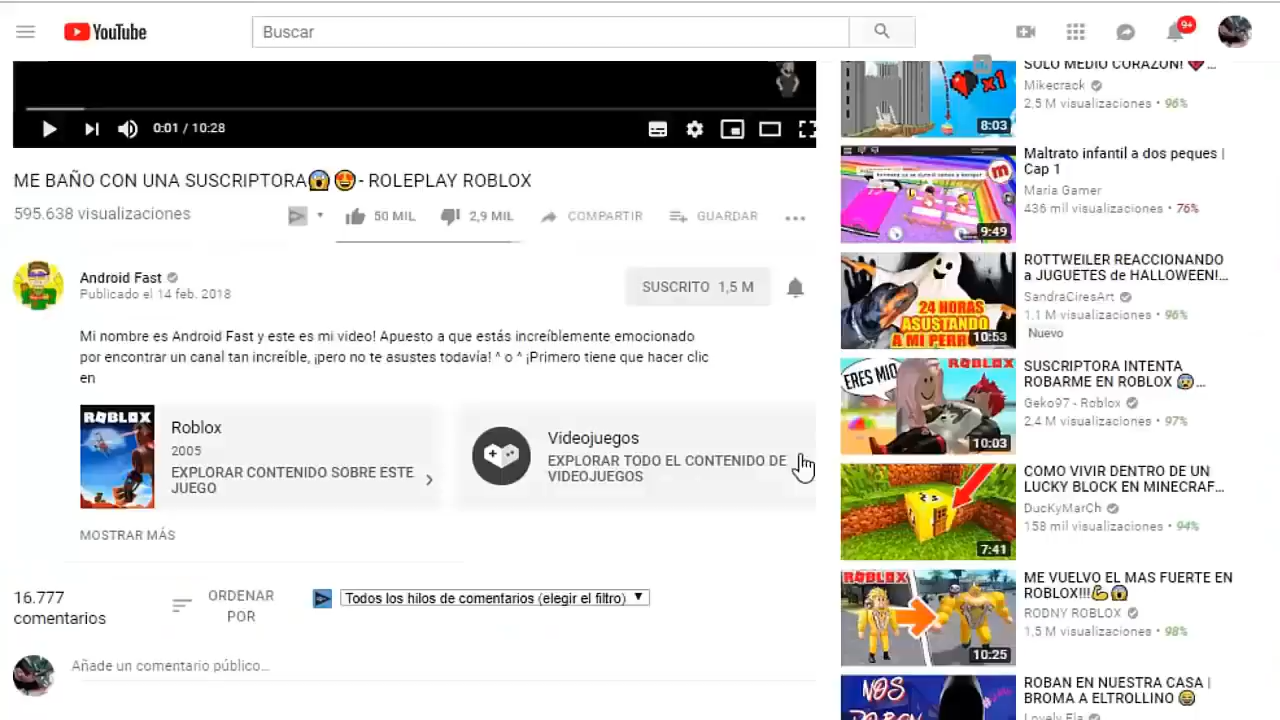 YouTube
Buscar
9+
0:01 / 10:28
ME BAÑO CON UNA SUSCRIPTORA😱😍- ROLEPLAY ROBLOX
595.638 visualizaciones
50 MIL
2,9 MIL
COMPARTIR
GUARDAR
Android Fast
Publicado el 14 feb. 2018
SUSCRITO 1,5 M
Mi nombre es Android Fast y este es mi video! Apuesto a que estás increíblemente emocionado
por encontrar un canal tan increíble, ¡pero no te asustes todavía! ^ o ^ ¡Primero tiene que hacer clic
en
ROBLOX
Roblox
2005
EXPLORAR CONTENIDO SOBRE ESTE
JUEGO
Videojuegos
EXPLORAR TODO EL CONTENIDO DE
VIDEOJUEGOS
MOSTRAR MÁS
16.777
comentarios
ORDENAR
POR
Todos los hilos de comentarios (elegir el filtro)
Añade un comentario público...
x1
8:03
SOLO MEDIO CORAZÓN! 💔...
Mikecrack
2,5 M visualizaciones • 96%
m
9:49
Maltrato infantil a dos peques |
Cap 1
Maria Gamer
436 mil visualizaciones • 76%
24 HORAS
ASUSTANDO
A MI PERRO
10:53
ROTTWEILER REACCIONANDO
a JUGUETES de HALLOWEEN!...
SandraCiresArt
1,1 M visualizaciones • 96%
Nuevo
ERES MIO
ROBLOX
10:03
SUSCRIPTORA INTENTA
ROBARME EN ROBLOX 😰...
Geko97 - Roblox
2,4 M visualizaciones • 97%
7:41
COMO VIVIR DENTRO DE UN
LUCKY BLOCK EN MINECRAF...
DucKyMarCh
158 mil visualizaciones • 94%
ROBLOX
10:25
ME VUELVO EL MAS FUERTE EN
ROBLOX!!!💪😱
RODNY ROBLOX
1,5 M visualizaciones • 98%
NOS
ROBAN
ROBAN EN NUESTRA CASA |
BROMA A ELTROLLINO 😂
Lovely Ela